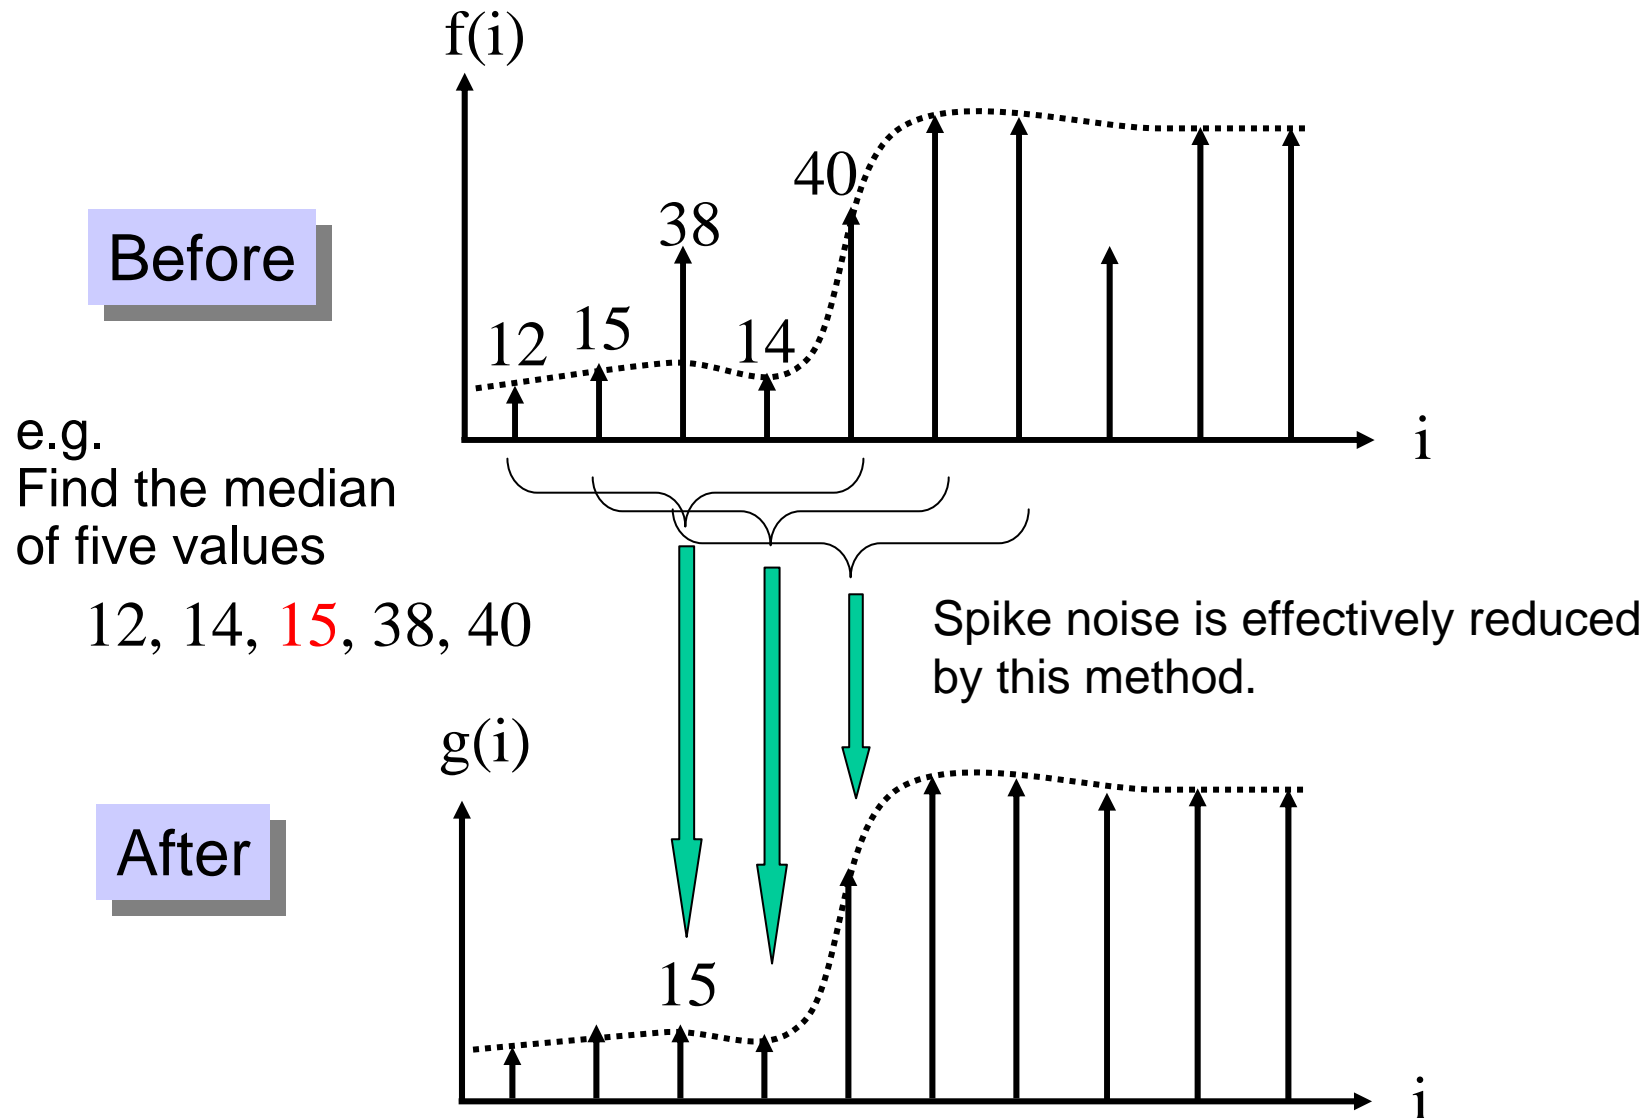 f(i)
40
38
Before
12
15
14
i
e.g.
Find the median
of five values
12, 14, 15, 38, 40
Spike noise is effectively reduced
by this method.
g(i)
After
15
i